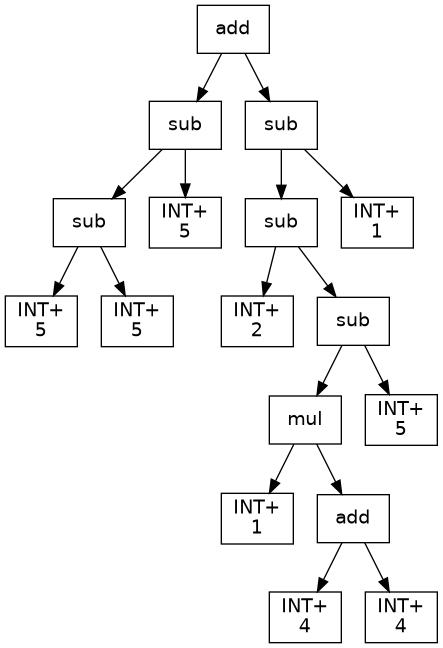 add
sub
sub
sub
INT+
5
sub
INT+
1
INT+
5
INT+
5
INT+
2
sub
mul
INT+
5
INT+
1
add
INT+
4
INT+
4